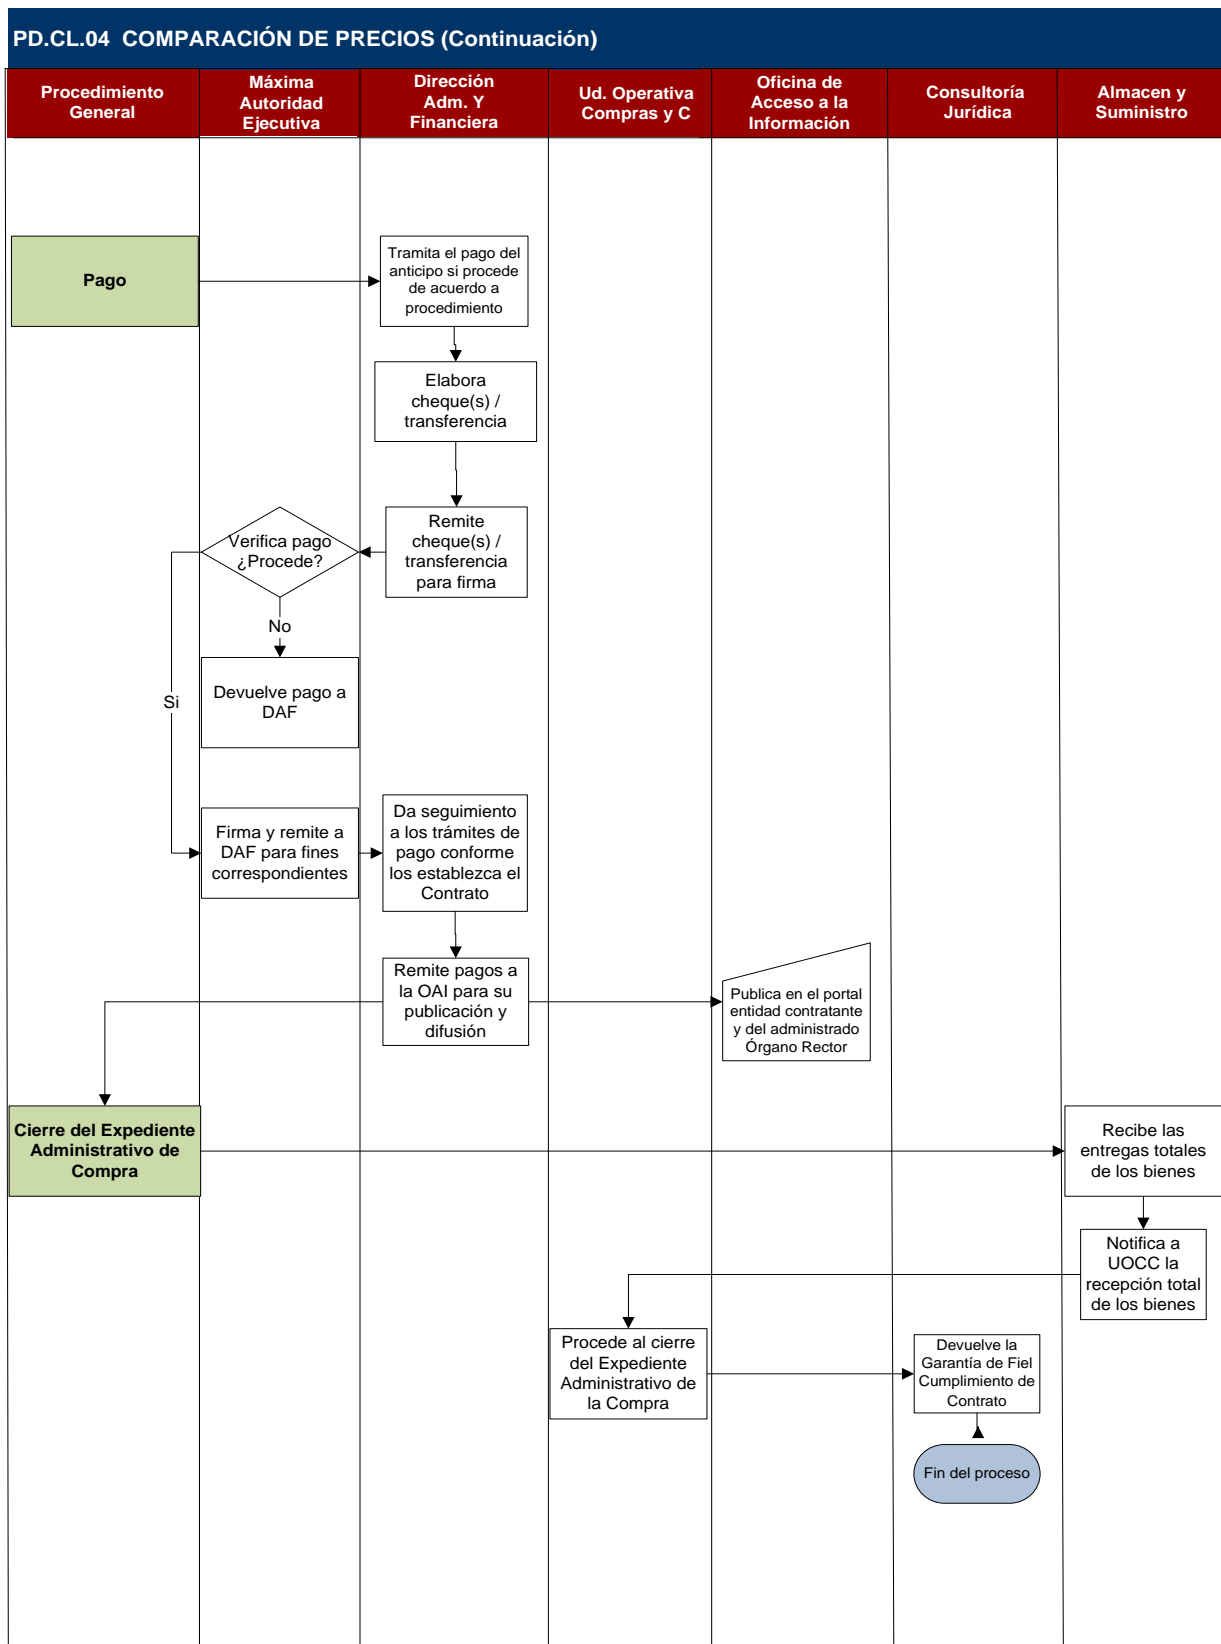 PD.CL.04  COMPARACIÓN DE PRECIOS (Continuación)
Procedimiento
General
Máxima
Autoridad
Ejecutiva
Dirección
Adm. Y
Financiera
Ud. Operativa
Compras y C
Oficina de
Acceso a la
Información
Consultoría
Jurídica
Almacen y
Suministro
Pago
Tramita el pago del
anticipo si procede
de acuerdo a
procedimiento
Elabora
cheque(s) /
transferencia
Remite
cheque(s) /
transferencia
para firma
Verifica pago
¿Procede?
No
Si
Devuelve pago a
DAF
Firma y remite a
DAF para fines
correspondientes
Da seguimiento
a los trámites de
pago conforme
los establezca el
Contrato
Remite pagos a
la OAI para su
publicación y
difusión
Publica en el portal
entidad contratante
y del administrado
Órgano Rector
Cierre del Expediente
Administrativo de
Compra
Recibe las
entregas totales
de los bienes
Notifica a
UOCC la
recepción total
de los bienes
Procede al cierre
del Expediente
Administrativo de
la Compra
Devuelve la
Garantía de Fiel
Cumplimiento de
Contrato
Fin del proceso